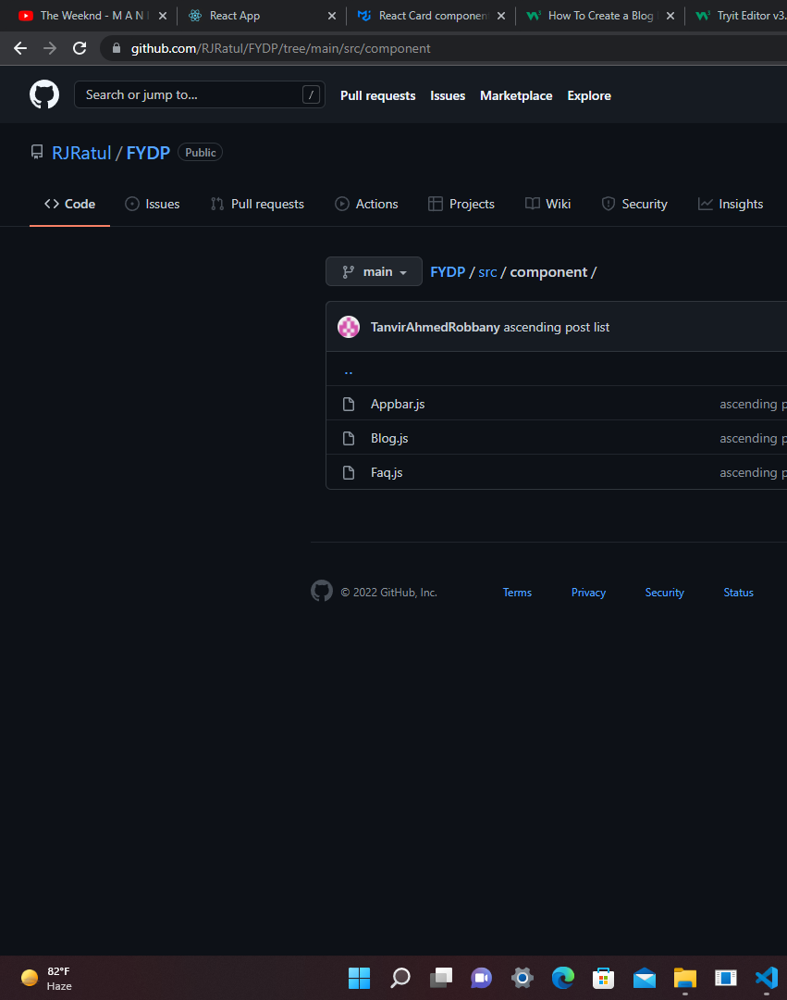 The Weeknd - M A N I
React App
React Card component
How To Create a Blog
Tryit Editor v3.
github.com/RJRatul/FYDP/tree/main/src/component
Search or jump to... /
Pull requests Issues Marketplace Explore
RJRatul / FYDP Public
Code Issues Pull requests Actions Projects Wiki Security Insights
main FYDP / src / component /
TanvirAhmedRobbany ascending post list
..
Appbar.js ascending p
Blog.js ascending p
Faq.js ascending p
© 2022 GitHub, Inc. Terms Privacy Security Status
82°F
Haze